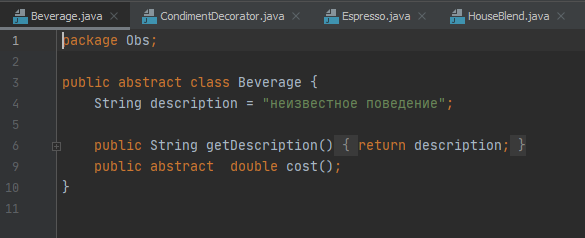 Beverage.java × CondimentDecorator.java × Espresso.java × HouseBlend.java ×
1 package Obs;
2
3 public abstract class Beverage {
4 String description = "неизвестное поведение";
5
6 public String getDescription() { return description; }
9 public abstract  double cost();
10 }
11